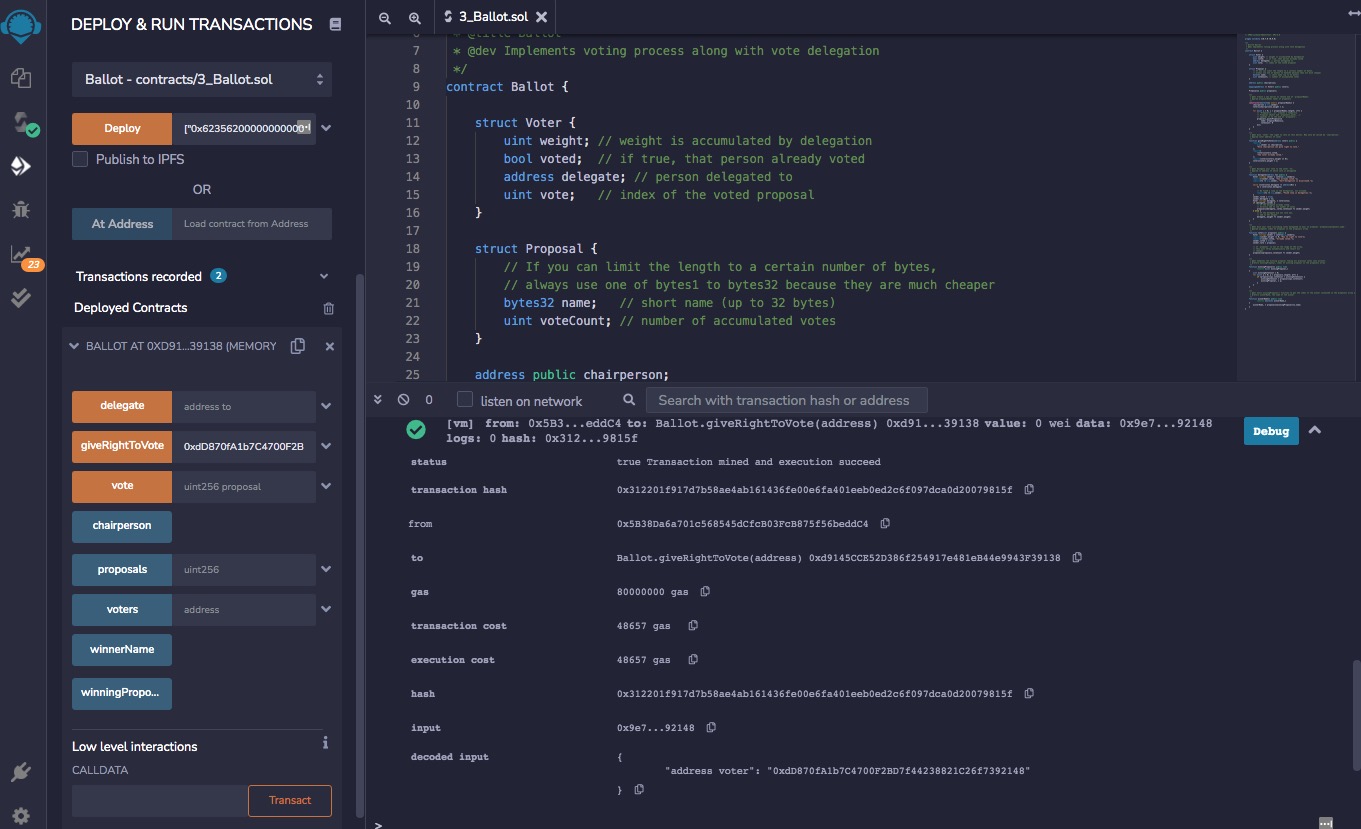 DEPLOY & RUN TRANSACTIONS
Ballot - contracts/3_Ballot.sol
Deploy
["0x6235620000000000
Publish to IPFS
OR
At Address
Load contract from Address
Transactions recorded 2
Deployed Contracts
BALLOT AT 0XD91...39138 (MEMORY
delegate
address to
giveRightToVote
0xdD870fA1b7C4700F2B
vote
uint256 proposal
chairperson
proposals
uint256
voters
address
winnerName
winningPropo...
Low level interactions
i
CALLDATA
Transact
23
3_Ballot.sol
7 * @dev Implements voting process along with vote delegation
8 */
9 contract Ballot {
10
11 struct Voter {
12 uint weight; // weight is accumulated by delegation
13 bool voted;  // if true, that person already voted
14 address delegate; // person delegated to
15 uint vote;   // index of the voted proposal
16 }
17
18 struct Proposal {
19 // If you can limit the length to a certain number of bytes,
20 // always use one of bytes1 to bytes32 because they are much cheaper
21 bytes32 name;   // short name (up to 32 bytes)
22 uint voteCount; // number of accumulated votes
23 }
24
25 address public chairperson;
0
listen on network
Search with transaction hash or address
[vm] from: 0x5B3...eddC4 to: Ballot.giveRightToVote(address) 0xd91...39138 value: 0 wei data: 0x9e7...92148
logs: 0 hash: 0x312...9815f
Debug
status true Transaction mined and execution succeed
transaction hash 0x312201f917d7b58ae4ab161436fe00e6fa401eeb0ed2c6f097dca0d20079815f
from 0x5B38Da6a701c568545dCfcB03FcB875f56beddC4
to Ballot.giveRightToVote(address) 0xd9145CCE52D386f254917e481eB44e9943F39138
gas 80000000 gas
transaction cost 48657 gas
execution cost 48657 gas
hash 0x312201f917d7b58ae4ab161436fe00e6fa401eeb0ed2c6f097dca0d20079815f
input 0x9e7...92148
decoded input {
"address voter": "0xdD870fA1b7C4700F2BD7f44238821C26f7392148"
}
>